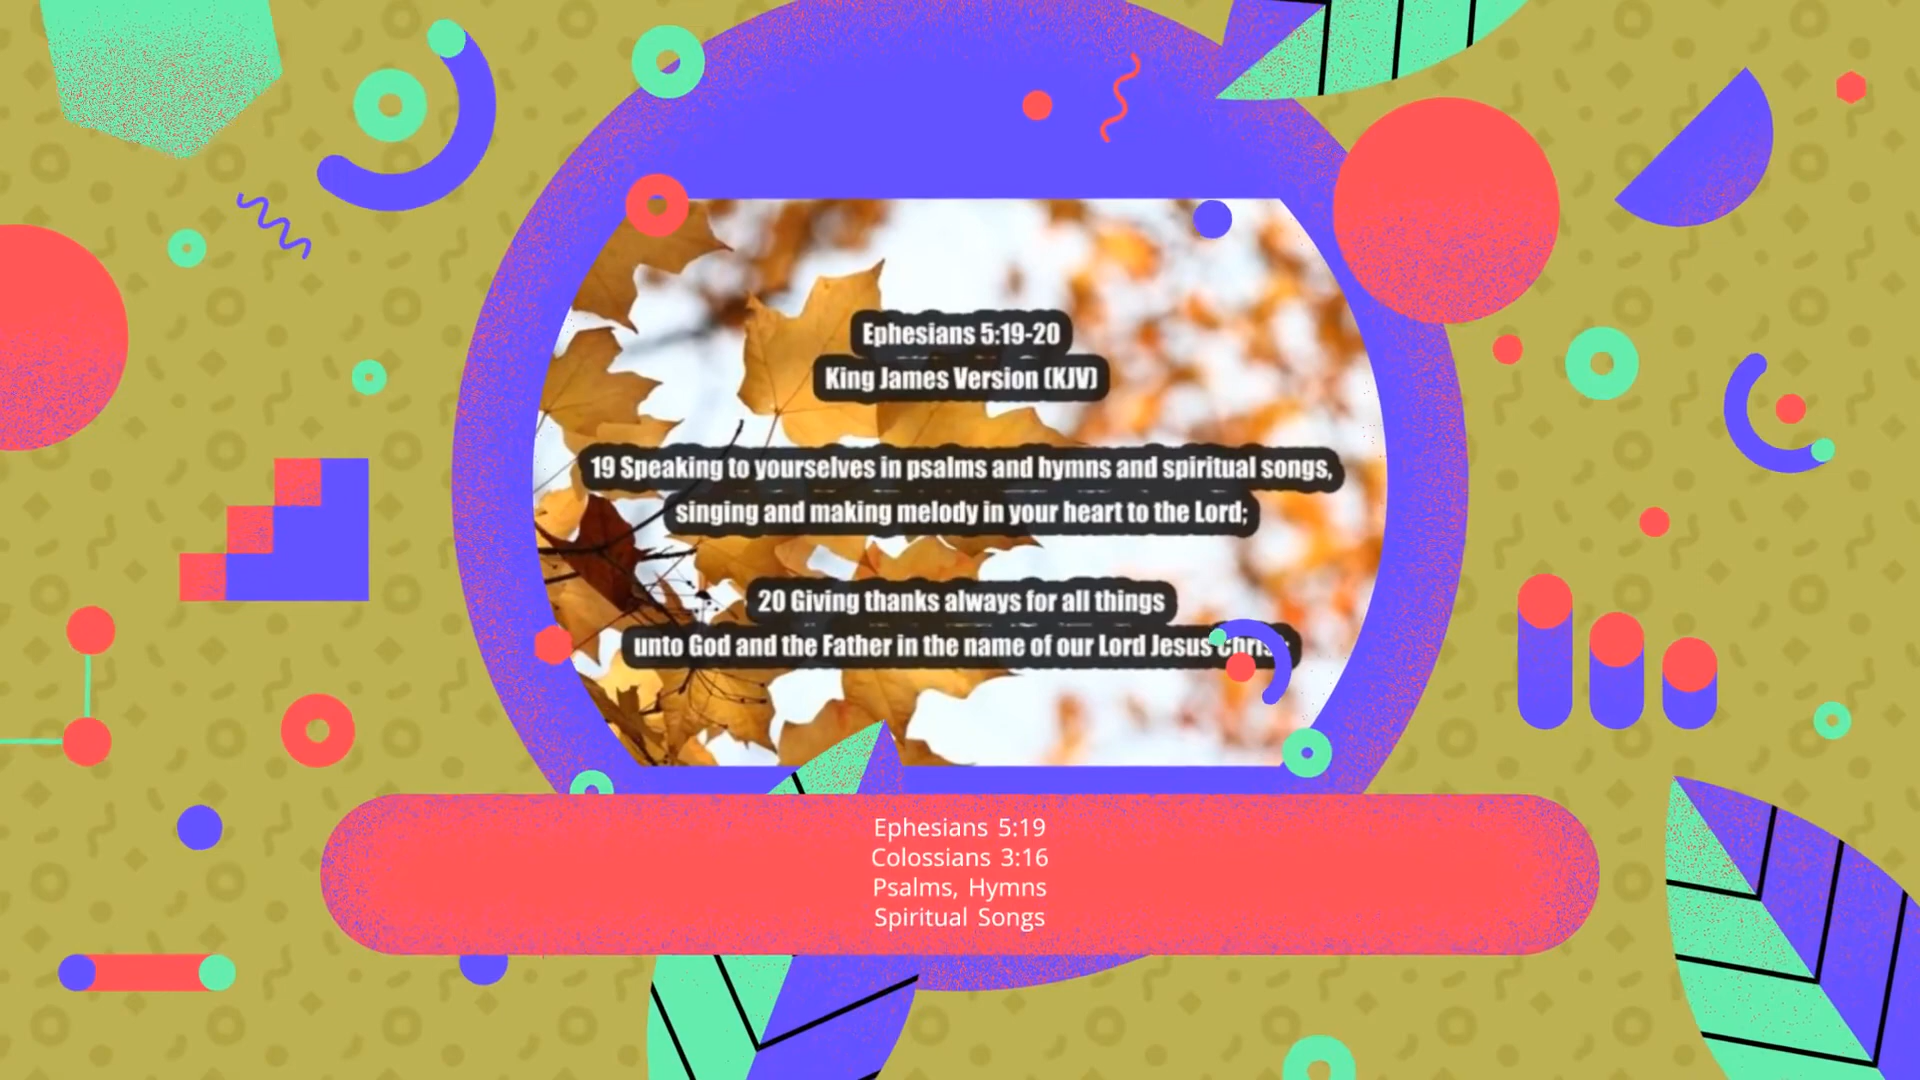 Ephesians 5:19-20
King James Version (KJV)
19 Speaking to yourselves in psalms and hymns and spiritual songs,
singing and making melody in your heart to the Lord;
20 Giving thanks always for all things
unto God and the Father in the name of our Lord Jesus Christ;
Ephesians 5:19
Colossians 3:16
Psalms, Hymns
Spiritual Songs